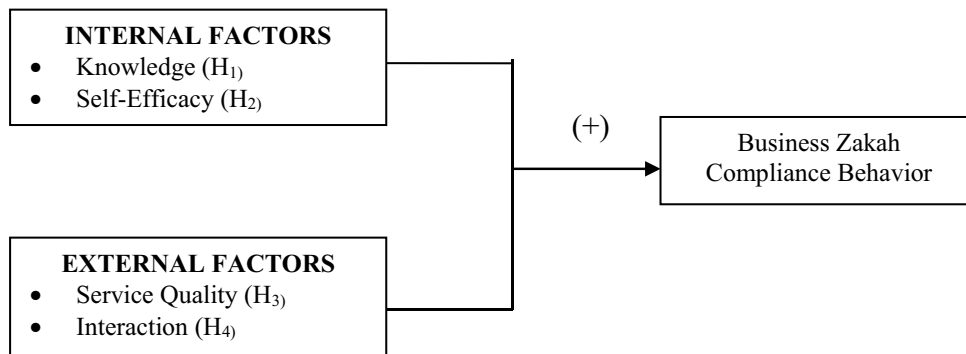 INTERNAL FACTORS
• Knowledge (H₁)
• Self-Efficacy (H₂)
(+)
Business Zakah
Compliance Behavior
EXTERNAL FACTORS
• Service Quality (H₃)
• Interaction (H₄)